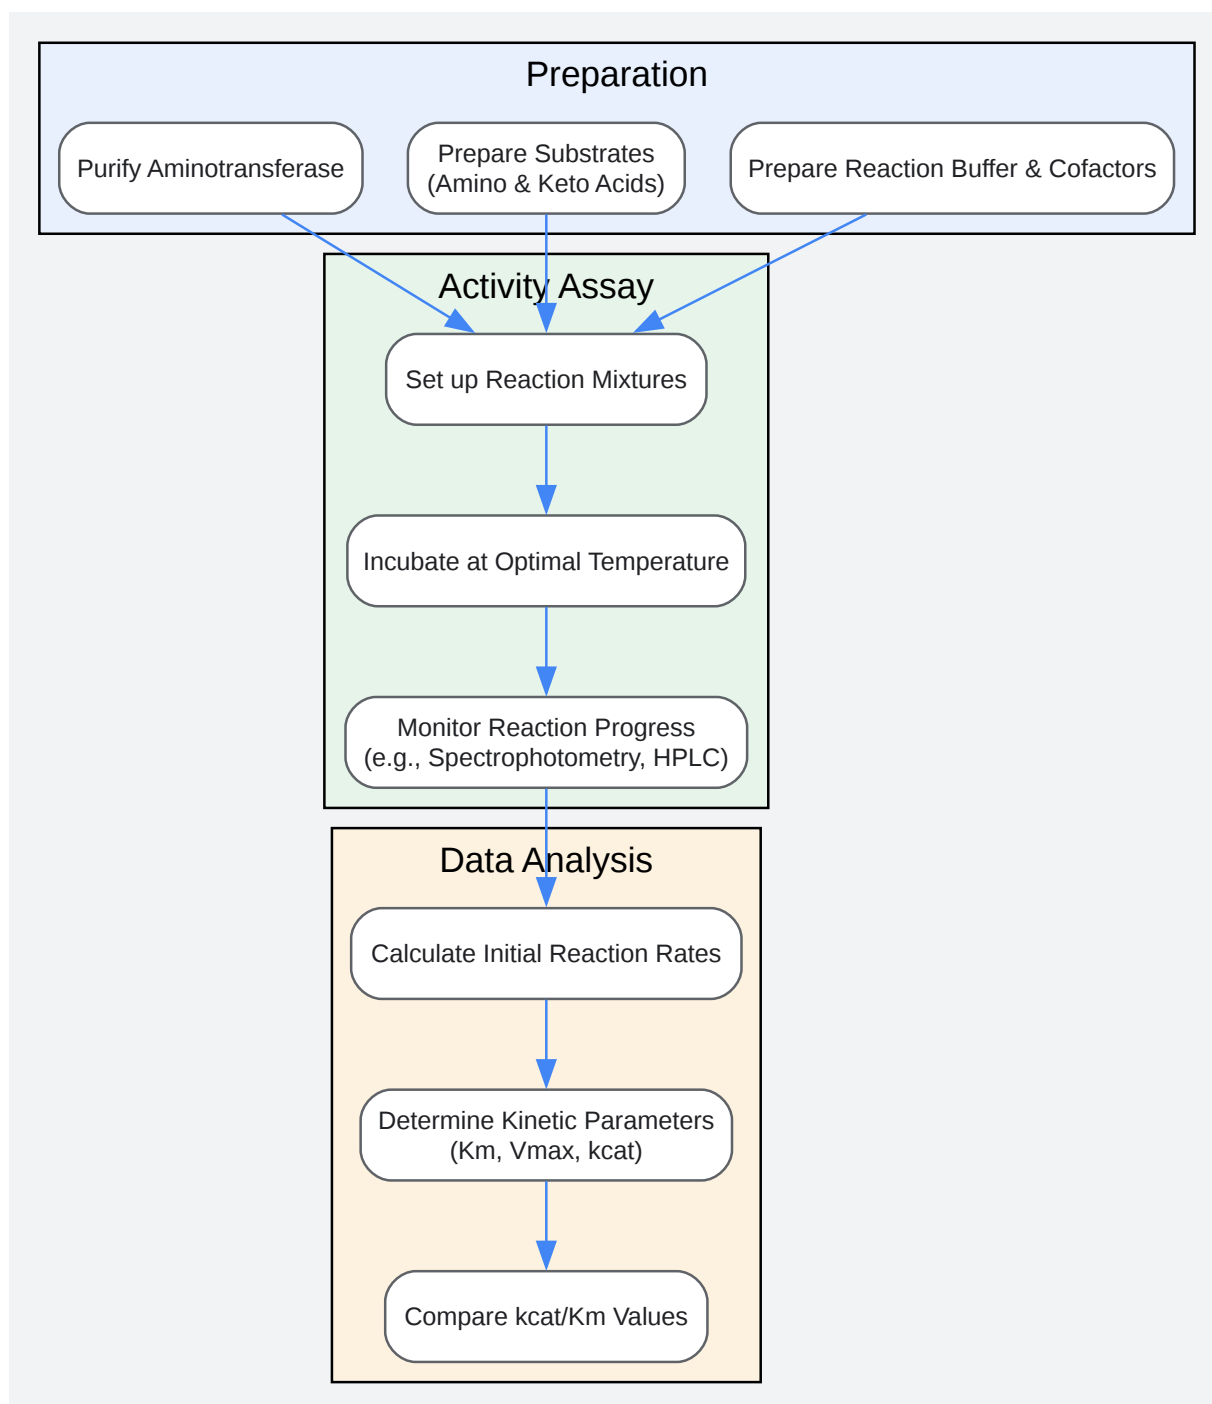 Preparation
Purify Aminotransferase
Prepare Substrates
(Amino & Keto Acids)
Prepare Reaction Buffer & Cofactors
Activity Assay
Set up Reaction Mixtures
Incubate at Optimal Temperature
Monitor Reaction Progress
(e.g., Spectrophotometry, HPLC)
Data Analysis
Calculate Initial Reaction Rates
Determine Kinetic Parameters
(Km, Vmax, kcat)
Compare kcat/Km Values